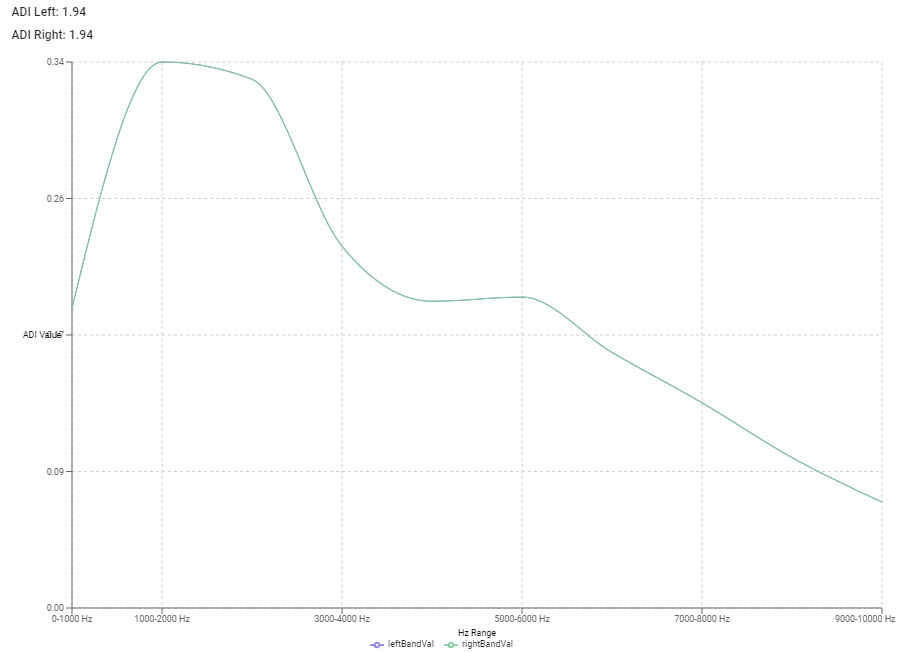 ADI Left: 1.94
ADI Right: 1.94
0.34
0.26
ADI Value
0.09
0.00
0-1000 Hz 1000-2000 Hz 3000-4000 Hz 5000-6000 Hz 7000-8000 Hz 9000-10000 Hz
Hz Range
leftBandVal rightBandVal